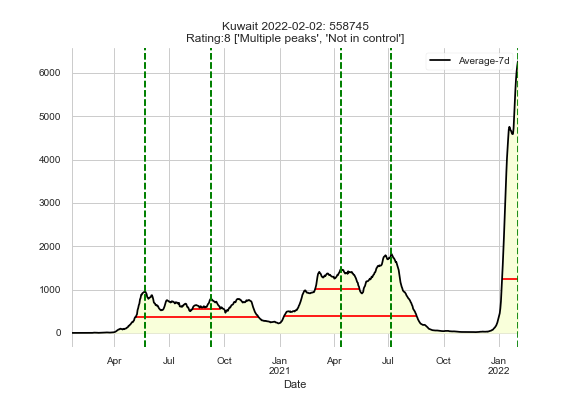 Kuwait 2022-02-02: 558745
Rating:8 ['Multiple peaks', 'Not in control']
Average-7d
6000
5000
4000
3000
2000
1000
0
Apr
Jul
Oct
Jan
2021
Apr
Jul
Oct
Jan
2022
Date